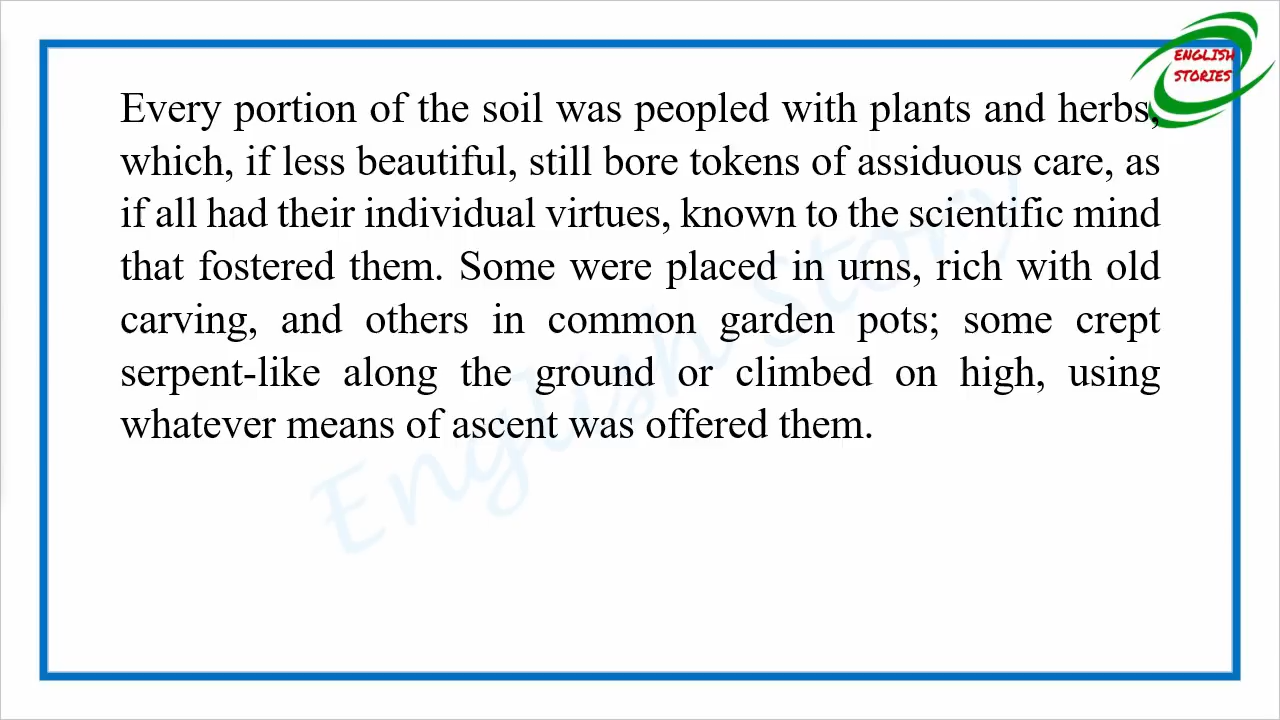 ENGLISH
STORIES
Every portion of the soil was peopled with plants and herbs,
which, if less beautiful, still bore tokens of assiduous care, as
if all had their individual virtues, known to the scientific mind
that fostered them. Some were placed in urns, rich with old
carving, and others in common garden pots; some crept
serpent-like along the ground or climbed on high, using
whatever means of ascent was offered them.
English Story